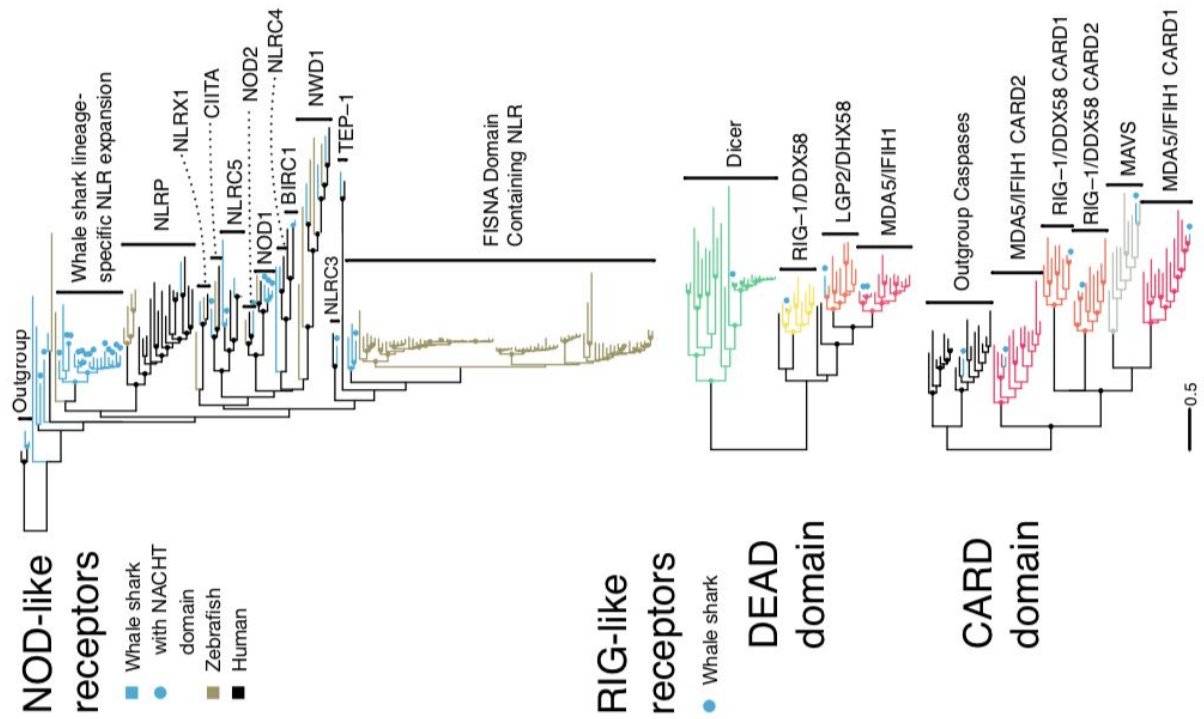 NOD-like
receptors
Whale shark
with NACHT
domain
Zebrafish
Human
Outgroup
Whale shark lineage-
specific NLR expansion
NLRP
NLRX1
CIITA
NLRC5
NOD2
NOD1
NLRC4
BIRC1
NWD1
TEP-1
NLRC3
FISNA Domain
Containing NLR
RIG-like
receptors
Whale shark
DEAD
domain
Dicer
RIG-1/DDX58
LGP2/DHX58
MDA5/IFIH1
CARD
domain
Outgroup Caspases
MDA5/IFIH1 CARD2
RIG-1/DDX58 CARD1
RIG-1/DDX58 CARD2
MAVS
MDA5/IFIH1 CARD1
0.5